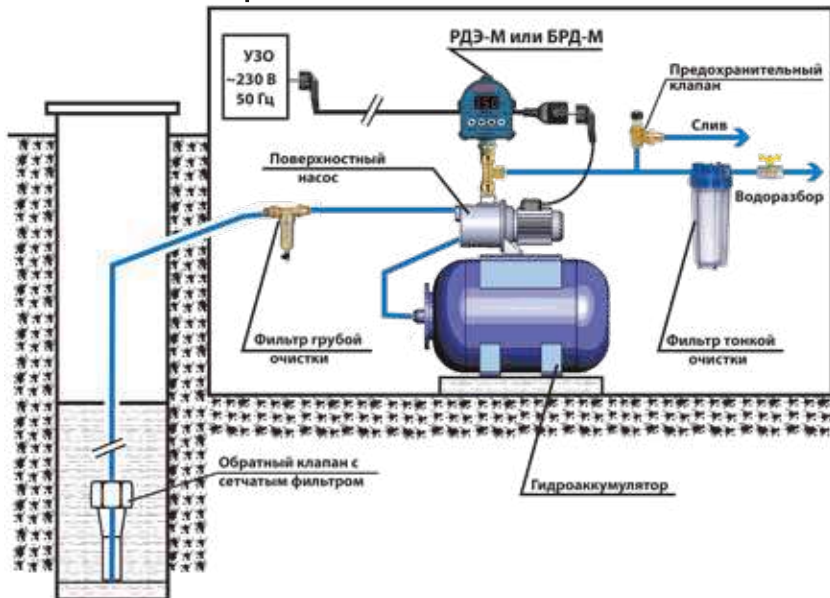 РДЭ-М или БРД-М
УЗО
~230 В
50 Гц
Предохранительный
клапан
Слив
Поверхностный
насос
Водоразбор
Фильтр грубой
очистки
Фильтр тонкой
очистки
Обратный клапан с
сетчатым фильтром
Гидроаккумулятор